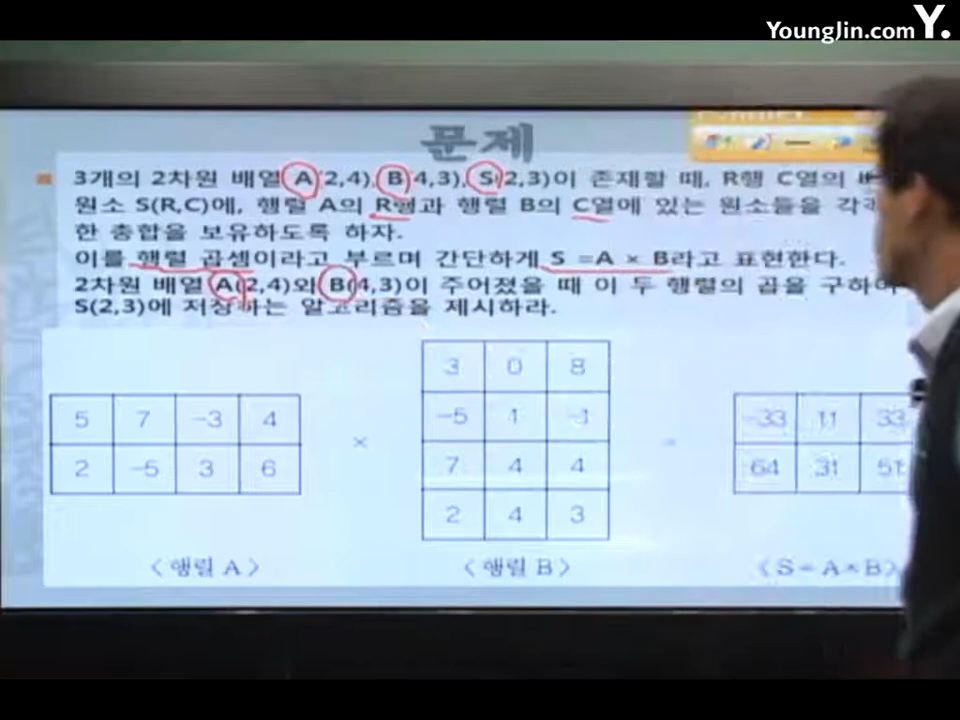 YoungJin.com Y.
문제
3개의 2차원 배열 A(2,4), B(4,3), S(2,3)이 존재할 때, R행 C열의
원소 S(R,C)에, 행렬 A의 R행과 행렬 B의 C열에 있는 원소들을
한 총합을 보유하도록 하자.
이를 행렬 곱셈이라고 부르며 간단하게 S =A × B라고 표현한다.
2차원 배열 A(2,4)와 B(4,3)이 주어졌을 때 이 두 행렬의 곱을 구하여
S(2,3)에 저장하는 알고리즘을 제시하라.
3 0 8
5 7 -3 4
-5 1 -1
-33 11 33
×
=
2 -5 3 6
7 4 4
64 31 51
2 4 3
<행렬 A>
<행렬 B>
<S=A×B>